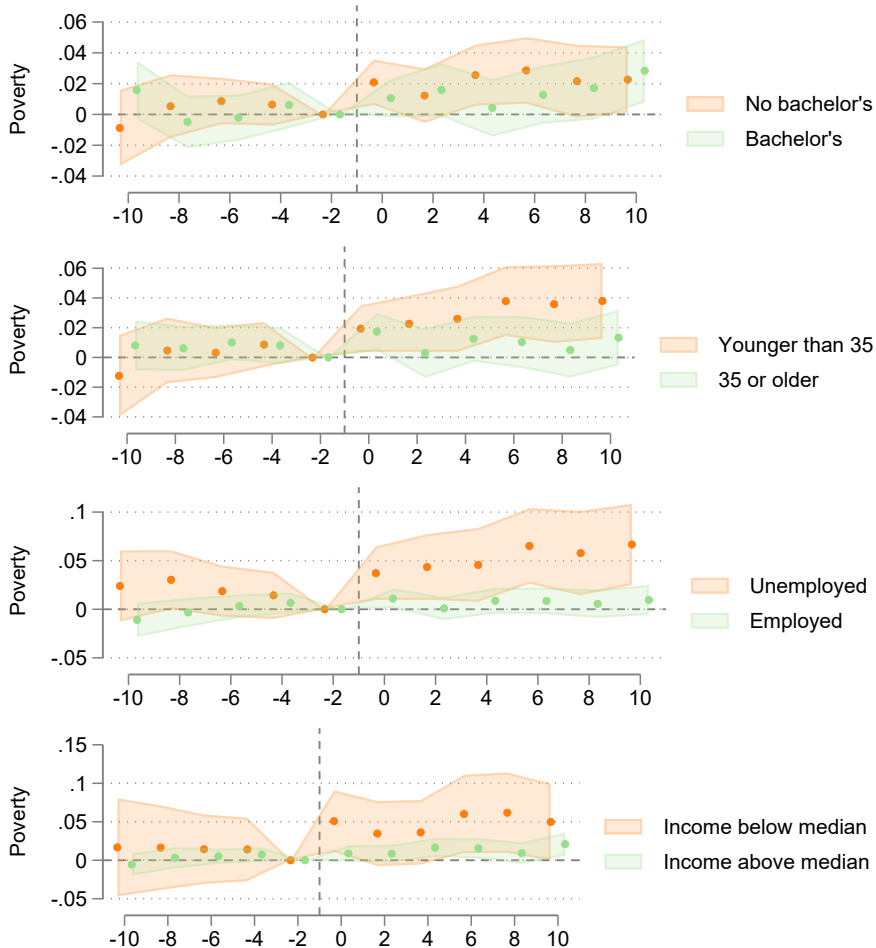 .06
.04
.02
0
-.02
-.04
Poverty
-10 -8 -6 -4 -2 0 2 4 6 8 10
No bachelor's
Bachelor's
.06
.04
.02
0
-.02
-.04
Poverty
-10 -8 -6 -4 -2 0 2 4 6 8 10
Younger than 35
35 or older
.1
.05
0
-.05
Poverty
-10 -8 -6 -4 -2 0 2 4 6 8 10
Unemployed
Employed
.15
.1
.05
0
-.05
Poverty
-10 -8 -6 -4 -2 0 2 4 6 8 10
Income below median
Income above median